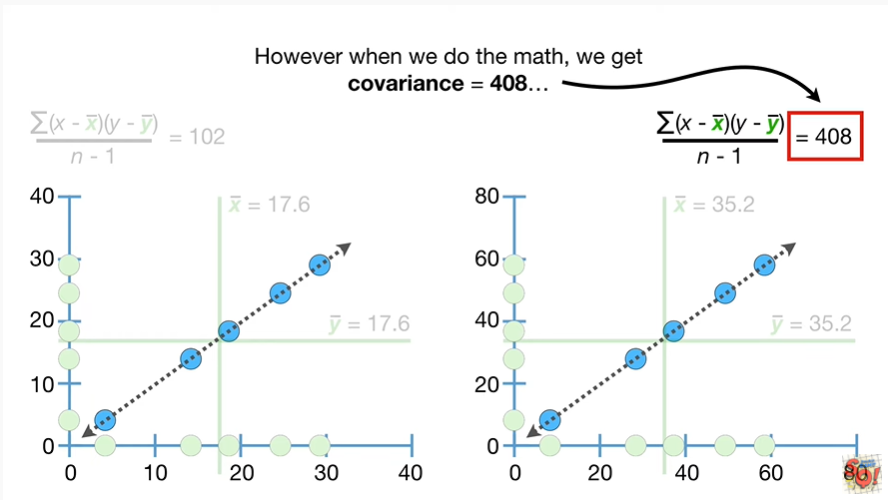 However when we do the math, we get
covariance = 408…
∑(x - x̄)(y - ȳ)
n - 1
= 102
∑(x - x̄)(y - ȳ)
n - 1
= 408
40
30
20
10
0
x̄ = 17.6
ȳ = 17.6
0 10 20 30 40
80
60
40
20
0
x̄ = 35.2
ȳ = 35.2
0 20 40 60 80